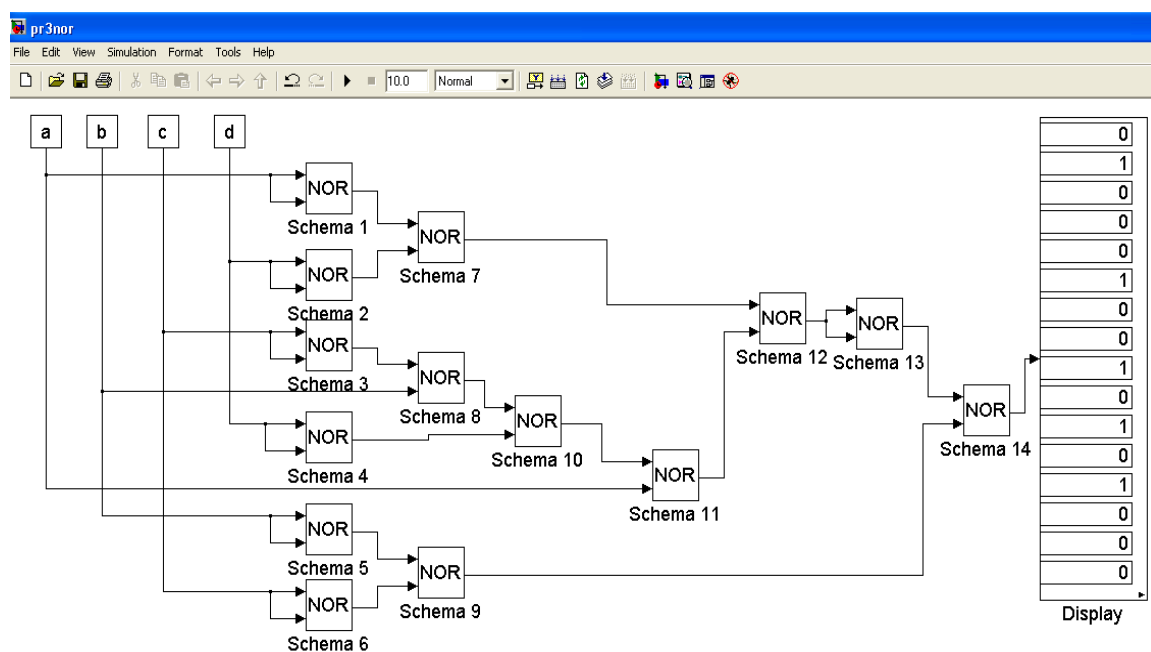 pr3nor
File Edit View Simulation Format Tools Help
10.0 Normal
a b c d
NOR
Schema 1
NOR
Schema 7
NOR
Schema 2
NOR
Schema 3
NOR
Schema 8
NOR
Schema 4
NOR
Schema 10
NOR
Schema 11
NOR
Schema 12
NOR
Schema 13
NOR
Schema 14
NOR
Schema 5
NOR
Schema 9
NOR
Schema 6
0
1
0
0
0
1
0
0
1
0
1
0
1
0
0
0
Display